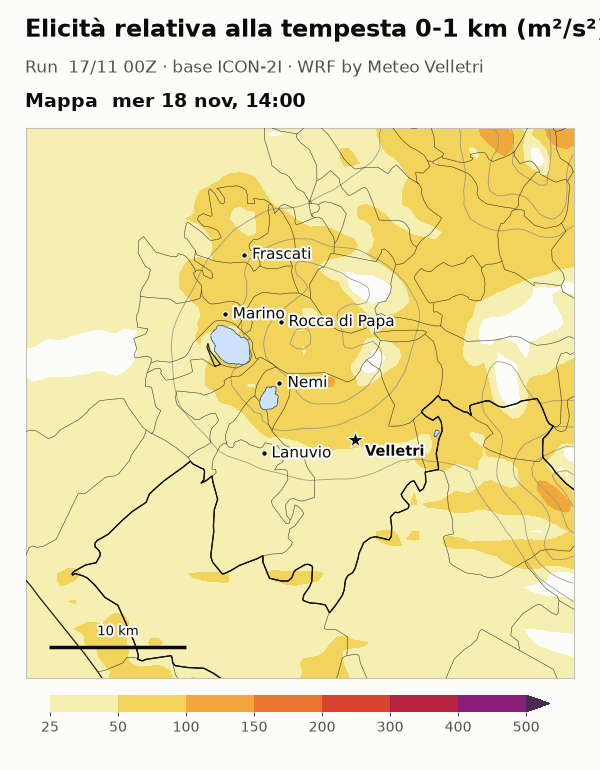 Elicità relativa alla tempesta 0-1 km (m²/s²)
Run 17/11 00Z · base ICON-2I · WRF by Meteo Velletri
Mappa mer 18 nov, 14:00
Frascati
Marino
Rocca di Papa
Nemi
Velletri
Lanuvio
10 km
25 50 100 150 200 300 400 500